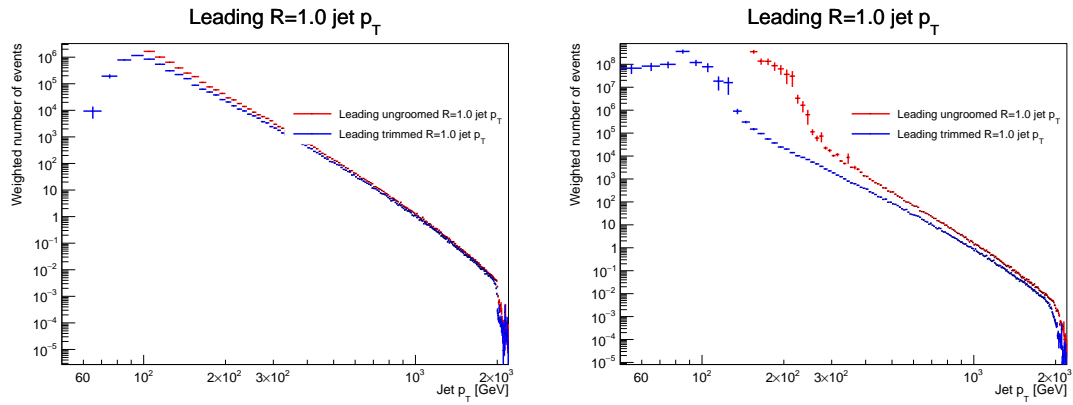 Leading R=1.0 jet p_T
Weighted number of events
10^6
10^5
10^4
10^3
10^2
10
1
10^−1
10^−2
10^−3
10^−4
10^−5
Leading ungroomed R=1.0 jet p_T
Leading trimmed R=1.0 jet p_T
60 10^2 2×10^2 3×10^2 10^3 2×10^3
Jet p_T [GeV]
Leading R=1.0 jet p_T
Weighted number of events
10^8
10^7
10^6
10^5
10^4
10^3
10^2
10
1
10^−1
10^−2
10^−3
10^−4
10^−5
Leading ungroomed R=1.0 jet p_T
Leading trimmed R=1.0 jet p_T
60 10^2 2×10^2 3×10^2 10^3 2×10^3
Jet p_T [GeV]